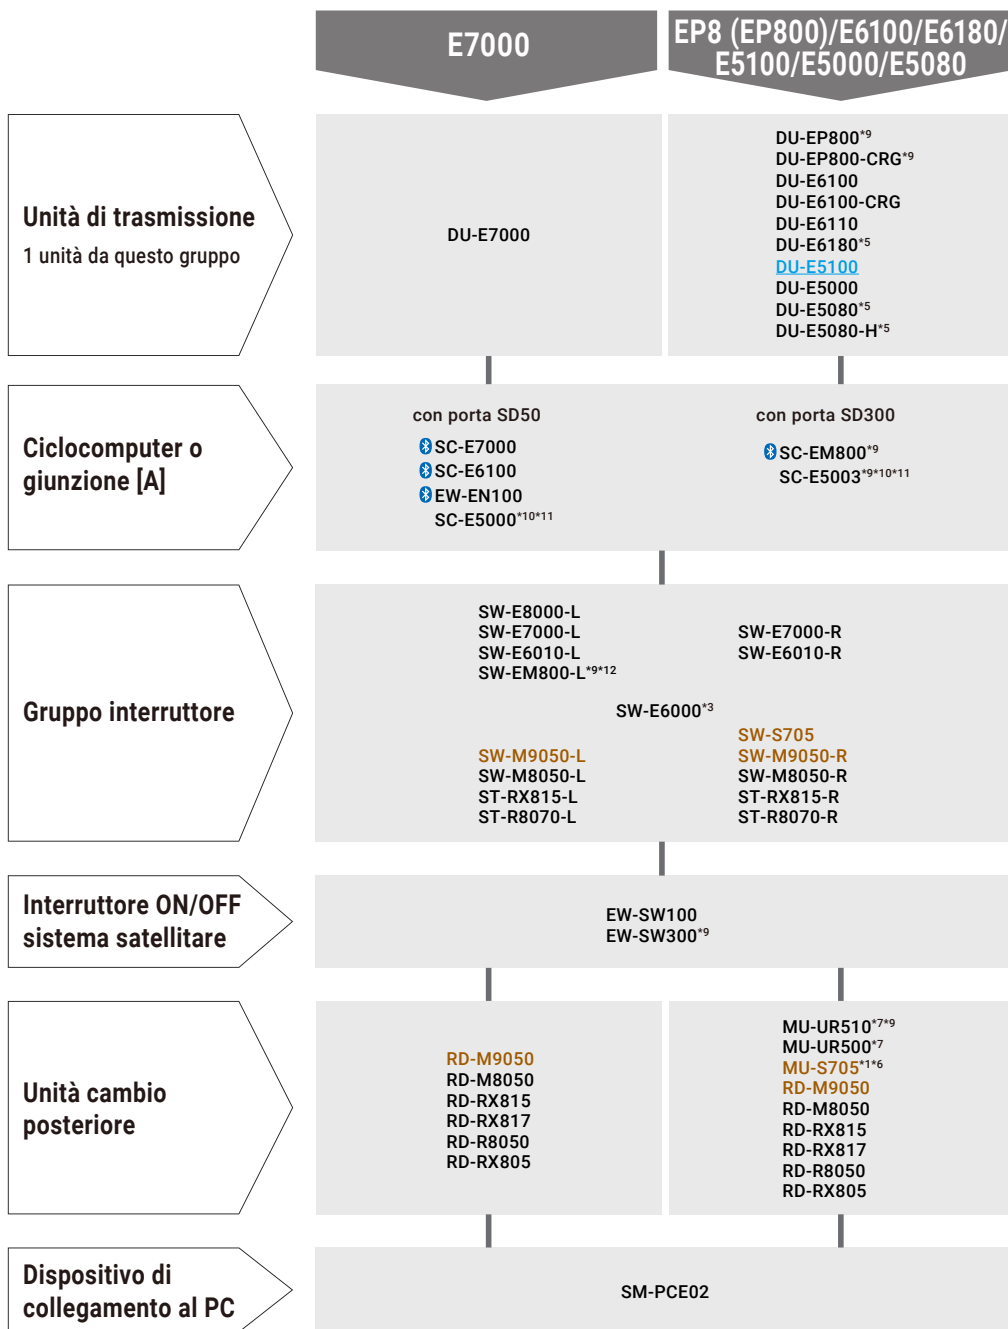 E7000
EP8 (EP800)/E6100/E6180/
E5100/E5000/E5080
Unità di trasmissione
1 unità da questo gruppo
DU-E7000
DU-EP800*9
DU-EP800-CRG*9
DU-E6100
DU-E6100-CRG
DU-E6110
DU-E6180*5
DU-E5100
DU-E5000
DU-E5080*5
DU-E5080-H*5
Ciclocomputer o
giunzione [A]
con porta SD50
SC-E7000
SC-E6100
EW-EN100
SC-E5000*10*11
con porta SD300
SC-EM800*9
SC-E5003*9*10*11
Gruppo interruttore
SW-E8000-L
SW-E7000-L
SW-E6010-L
SW-EM800-L*9*12
SW-E7000-R
SW-E6010-R
SW-E6000*3
SW-M9050-L
SW-M8050-L
ST-RX815-L
ST-R8070-L
SW-S705
SW-M9050-R
SW-M8050-R
ST-RX815-R
ST-R8070-R
Interruttore ON/OFF
sistema satellitare
EW-SW100
EW-SW300*9
Unità cambio
posteriore
RD-M9050
RD-M8050
RD-RX815
RD-RX817
RD-R8050
RD-RX805
MU-UR510*7*9
MU-UR500*7
MU-S705*1*6
RD-M9050
RD-M8050
RD-RX815
RD-RX817
RD-R8050
RD-RX805
Dispositivo di
collegamento al PC
SM-PCE02